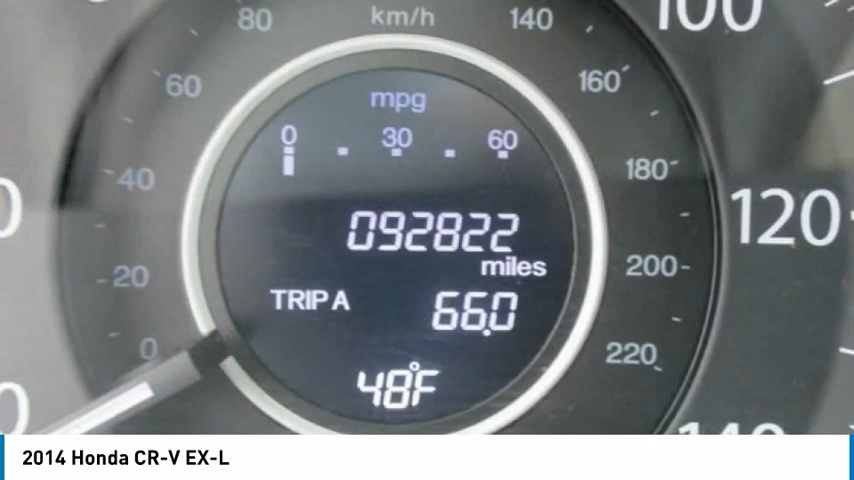 80 km/h 140 100
60 160
mpg
0 30 60
40 180
092822 120
miles
20 200
TRIP A 66.0
0 220
48°F
140
2014 Honda CR-V EX-L